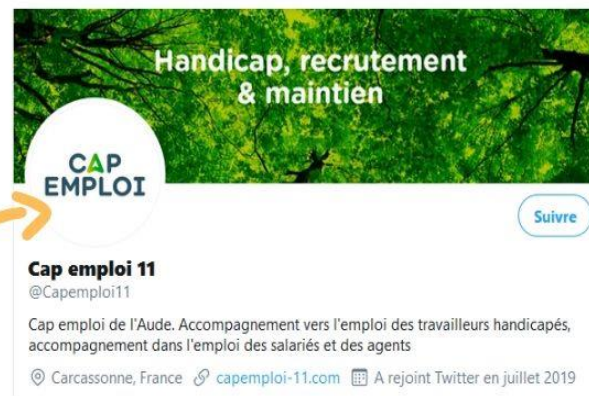 Handicap, recrutement
& maintien
CAP
EMPLOI
Suivre
Cap emploi 11
@Capemploi11
Cap emploi de l'Aude. Accompagnement vers l'emploi des travailleurs handicapés,
accompagnement dans l'emploi des salariés et des agents
Carcassonne, France capemploi-11.com A rejoint Twitter en juillet 2019